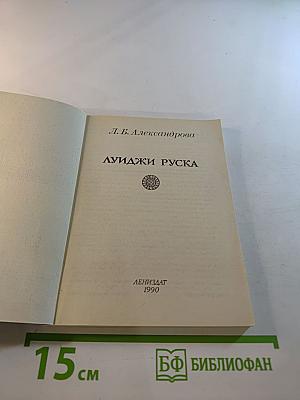 Л. Б. Александрова
ЛУИДЖИ РУСКА
ЛЕНИЗДАТ
1990
15 см
БФ БИБЛИОФАН